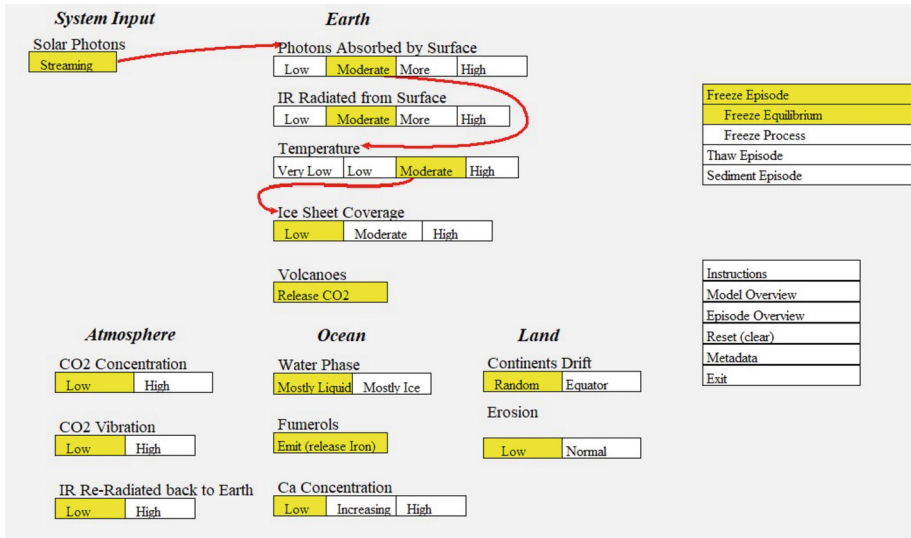 System Input
Earth
Solar Photons
Streaming
Photons Absorbed by Surface
Low Moderate More High
IR Radiated from Surface
Low Moderate More High
Temperature
Very Low Low Moderate High
Ice Sheet Coverage
Low Moderate High
Volcanoes
Release CO2
Freeze Episode
Freeze Equilibrium
Freeze Process
Thaw Episode
Sediment Episode
Instructions
Model Overview
Episode Overview
Reset (clear)
Metadata
Exit
Atmosphere
CO2 Concentration
Low High
CO2 Vibration
Low High
IR Re-Radiated back to Earth
Low High
Ocean
Water Phase
Mostly Liquid Mostly Ice
Fumerols
Emit (release Iron)
Ca Concentration
Low Increasing High
Land
Continents Drift
Random Equator
Erosion
Low Normal